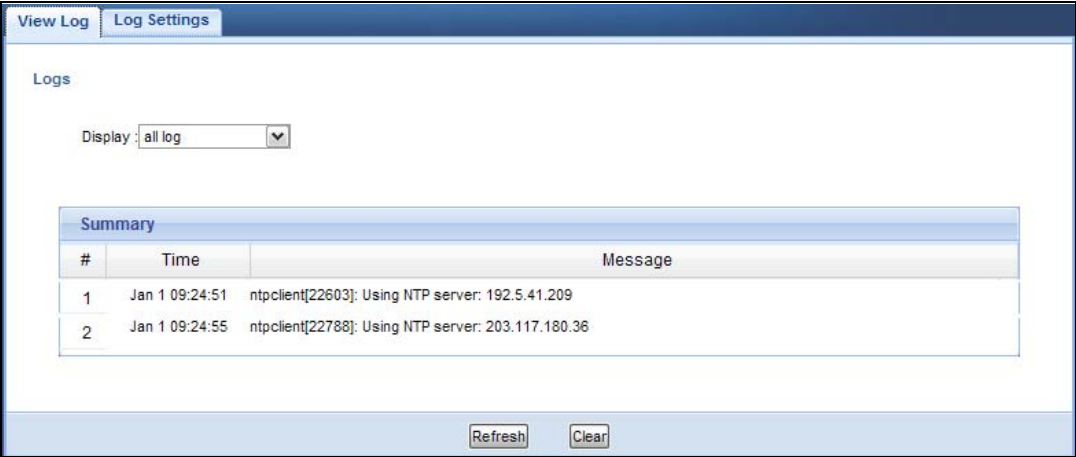 View Log Log Settings
Logs
Display : all log
Summary
# Time Message
1 Jan 1 09:24:51 ntpclient[22603]: Using NTP server: 192.5.41.209
2 Jan 1 09:24:55 ntpclient[22788]: Using NTP server: 203.117.180.36
Refresh Clear